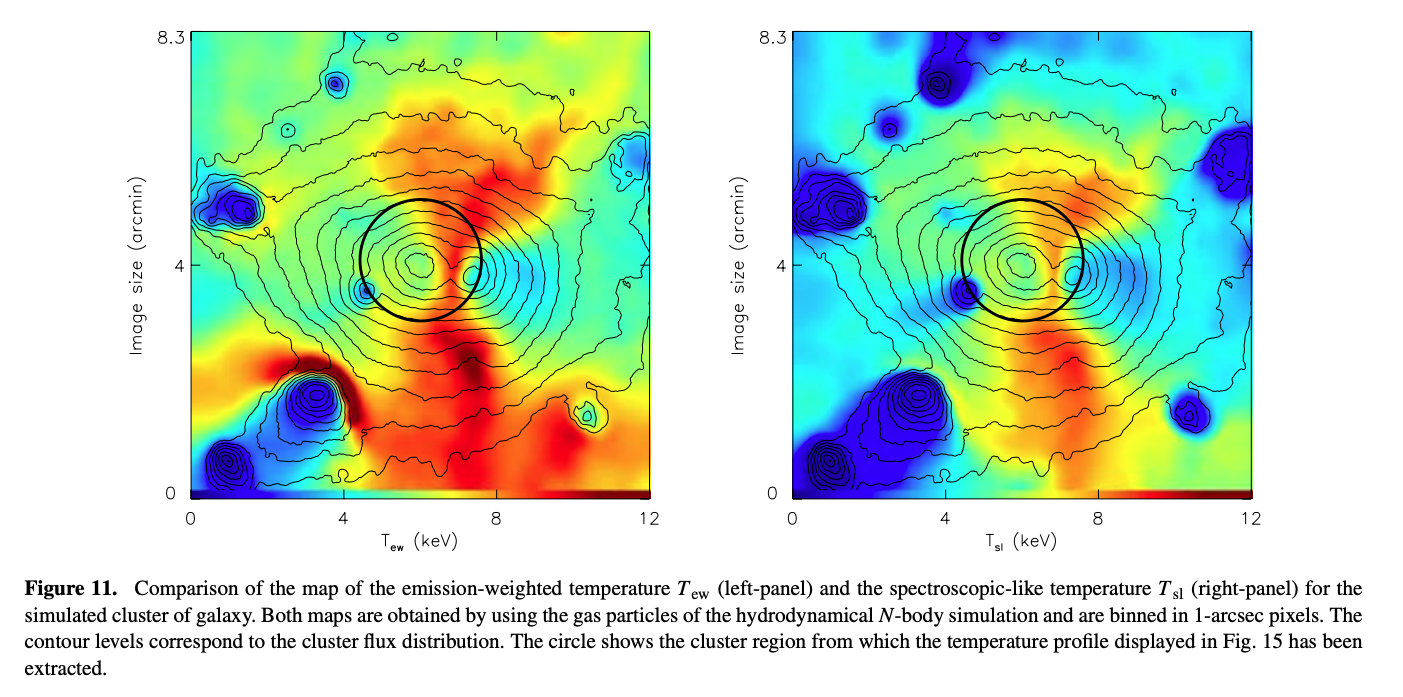 8.3
Image size (arcmin)
4
0
0 4 8 12
T_ew (keV)
8.3
Image size (arcmin)
4
0
0 4 8 12
T_sl (keV)
Figure 11. Comparison of the map of the emission-weighted temperature T_ew (left-panel) and the spectroscopic-like temperature T_sl (right-panel) for the
simulated cluster of galaxy. Both maps are obtained by using the gas particles of the hydrodynamical N-body simulation and are binned in 1-arcsec pixels. The
contour levels correspond to the cluster flux distribution. The circle shows the cluster region from which the temperature profile displayed in Fig. 15 has been
extracted.